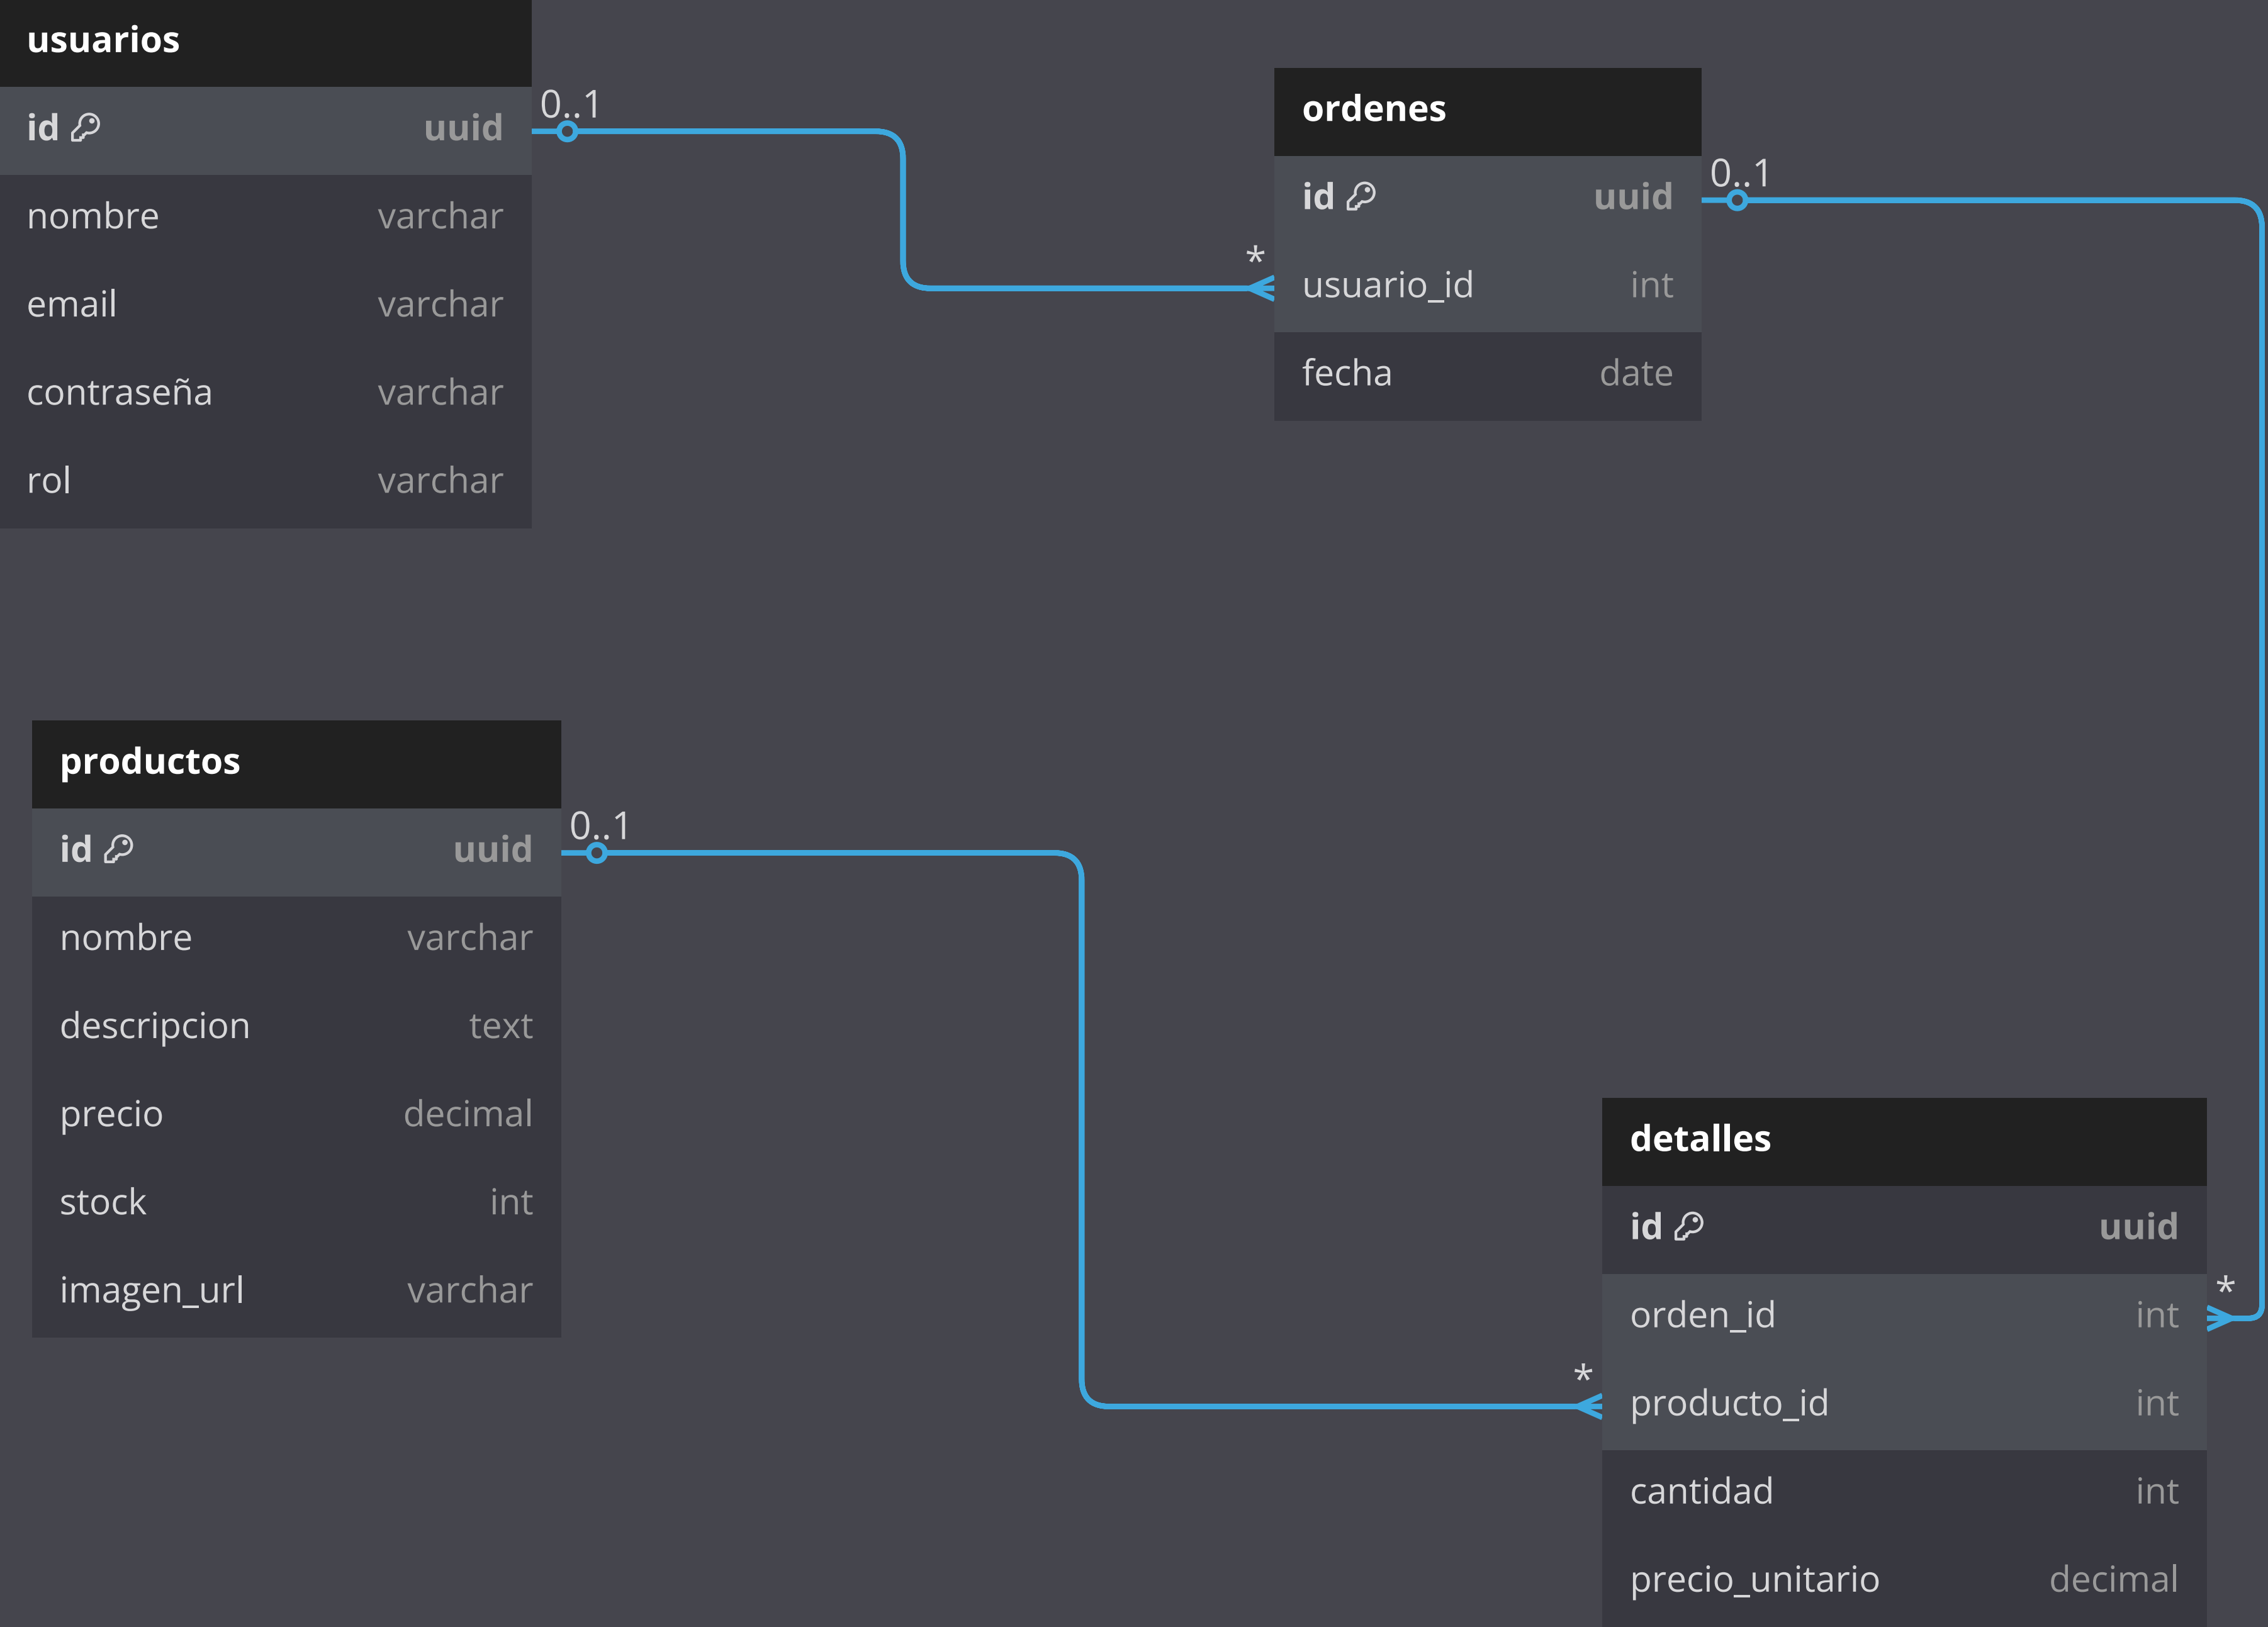 usuarios
id uuid
nombre varchar
email varchar
contraseña varchar
rol varchar
0..1
*
ordenes
id uuid
usuario_id int
fecha date
0..1
*
productos
id uuid
nombre varchar
descripcion text
precio decimal
stock int
imagen_url varchar
0..1
*
detalles
id uuid
orden_id int
producto_id int
cantidad int
precio_unitario decimal